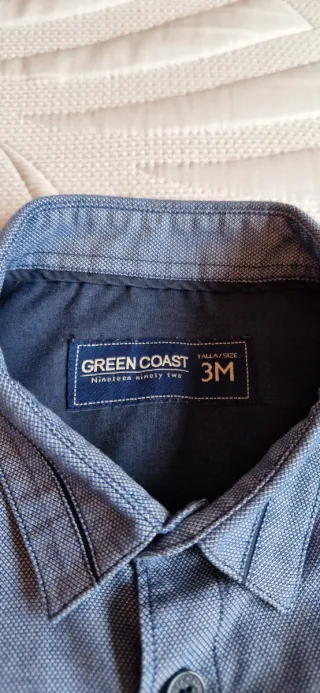 GREEN COAST
Nineteen ninety two
TALLA/SIZE
3M